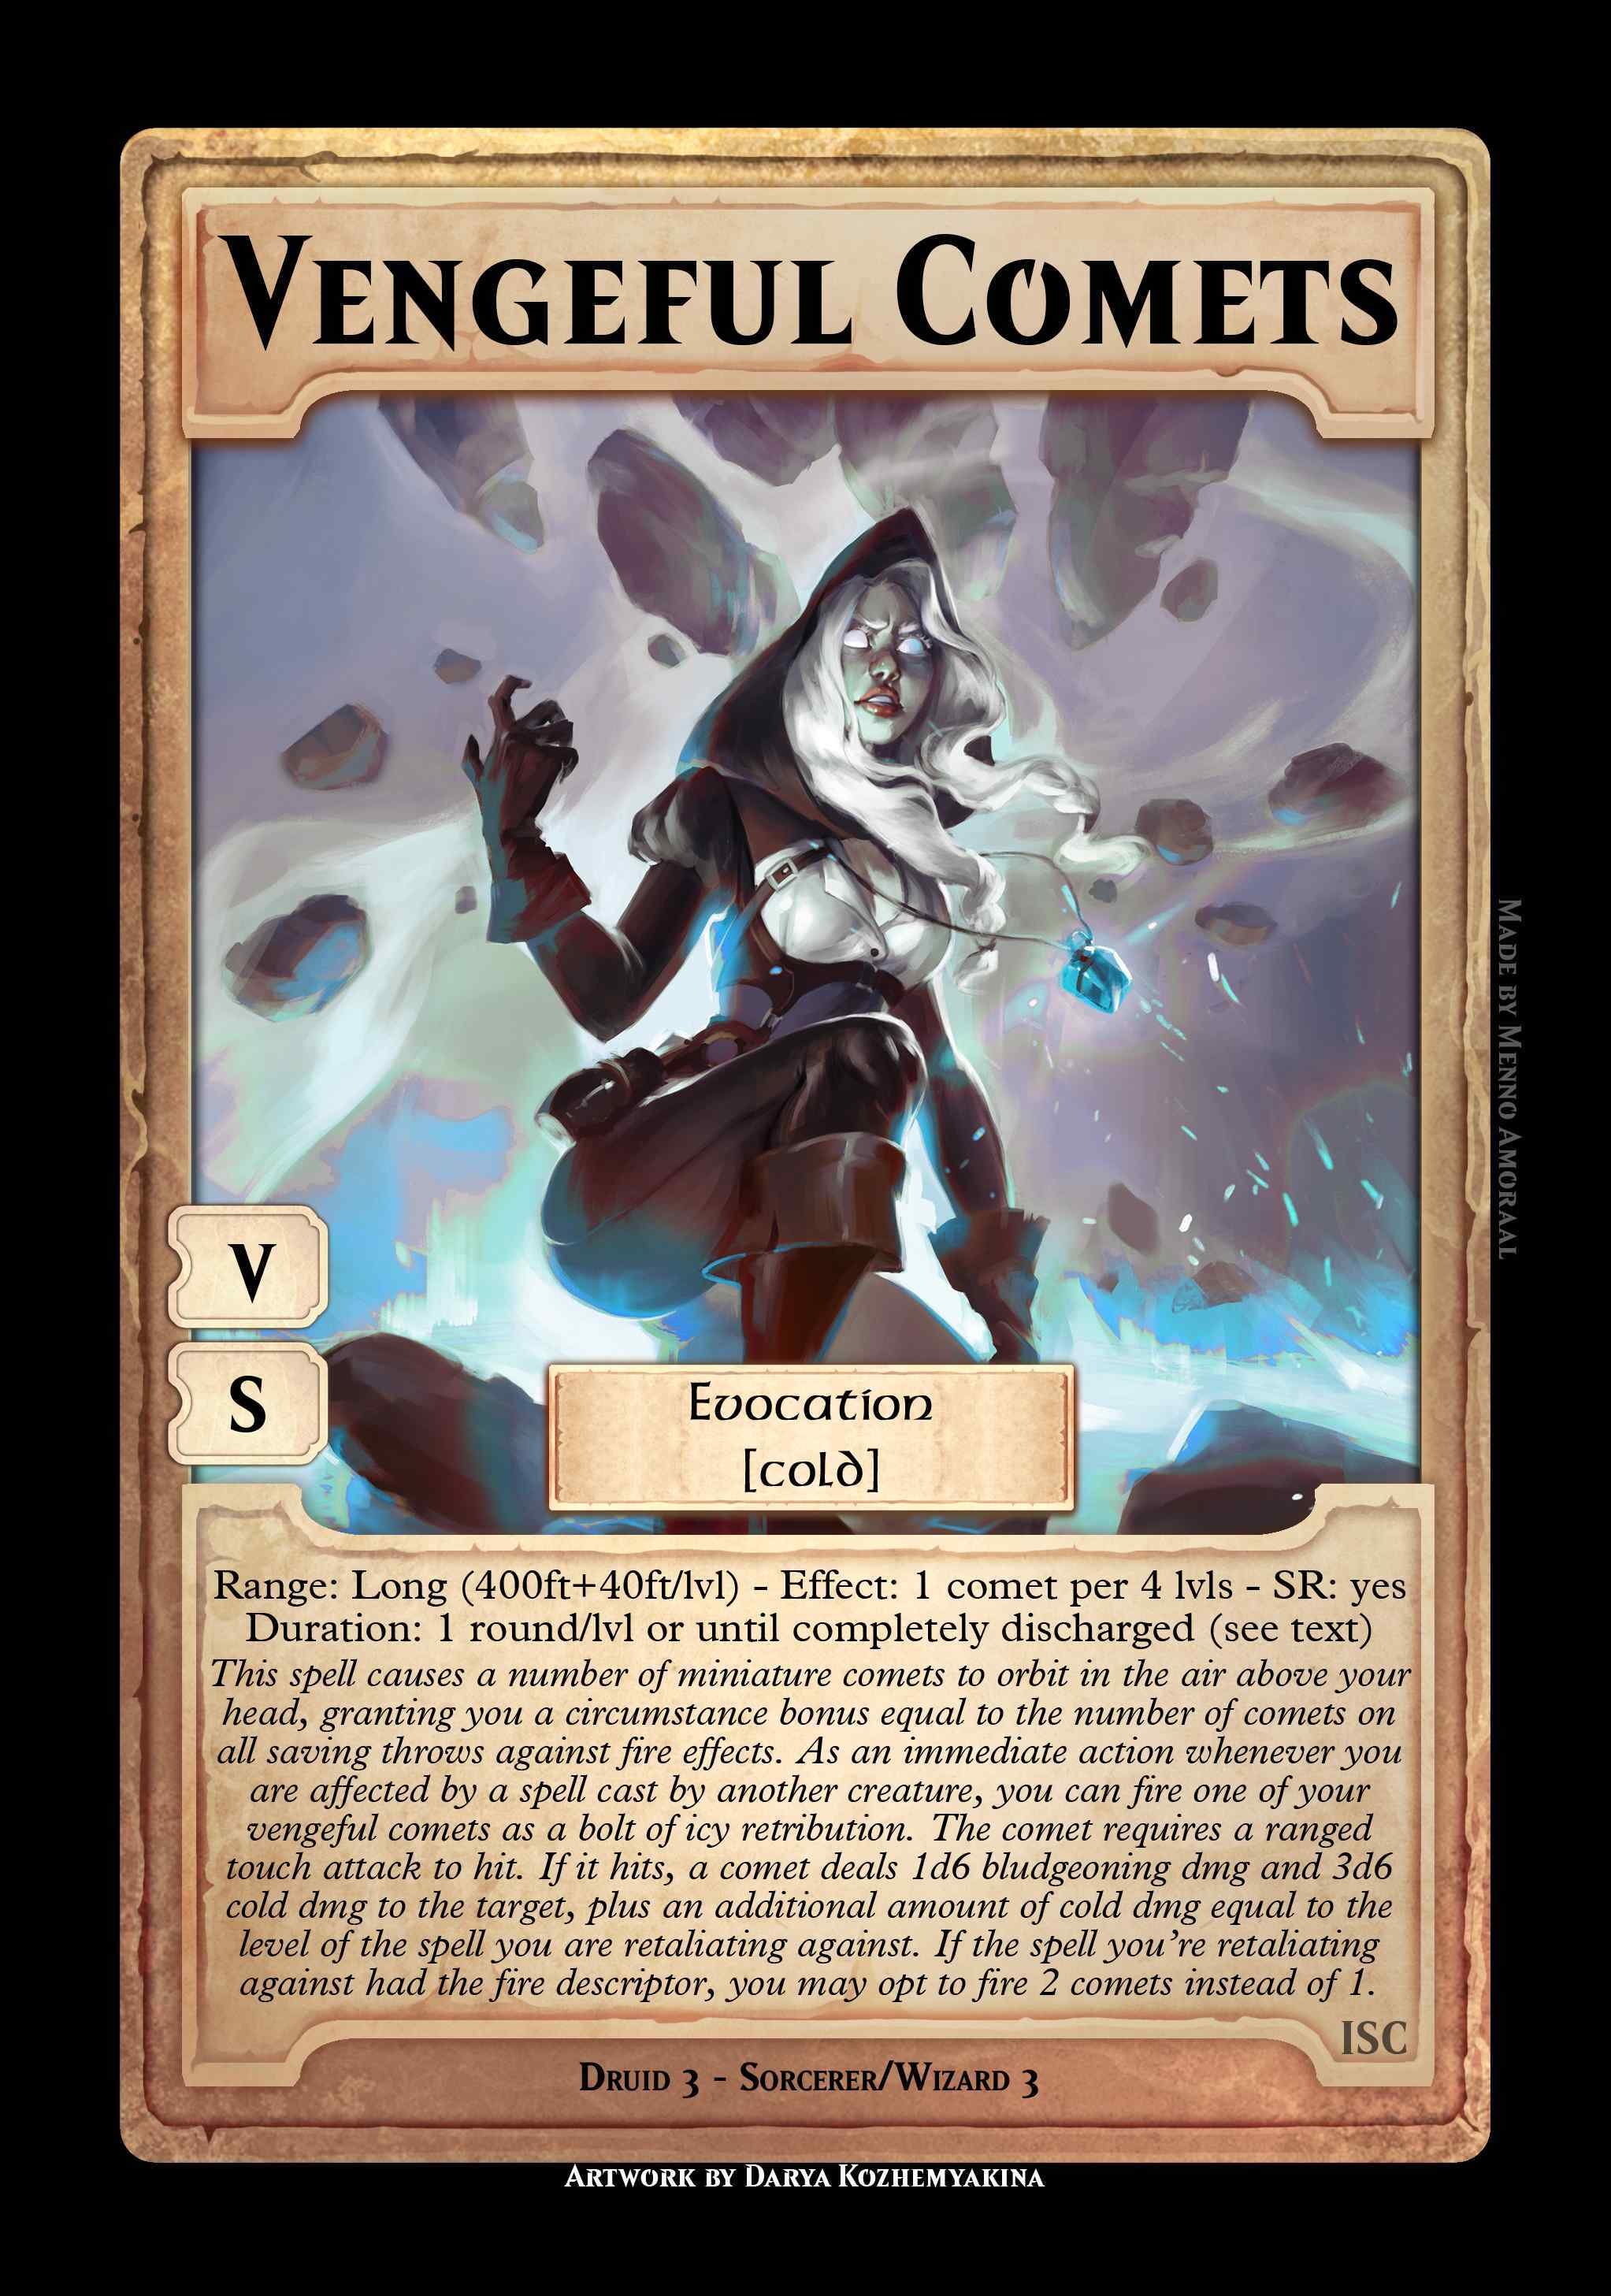 Vengeful Comets
Made by Menno Amoraal
V
S
Evocation
[cold]
Range: Long (400ft+40ft/lvl) - Effect: 1 comet per 4 lvls - SR: yes
Duration: 1 round/lvl or until completely discharged (see text)
This spell causes a number of miniature comets to orbit in the air above your
head, granting you a circumstance bonus equal to the number of comets on
all saving throws against fire effects. As an immediate action whenever you
are affected by a spell cast by another creature, you can fire one of your
vengeful comets as a bolt of icy retribution. The comet requires a ranged
touch attack to hit. If it hits, a comet deals 1d6 bludgeoning dmg and 3d6
cold dmg to the target, plus an additional amount of cold dmg equal to the
level of the spell you are retaliating against. If the spell you're retaliating
against had the fire descriptor, you may opt to fire 2 comets instead of 1.
ISC
Druid 3 - Sorcerer/Wizard 3
Artwork by Darya Kozhemyakina